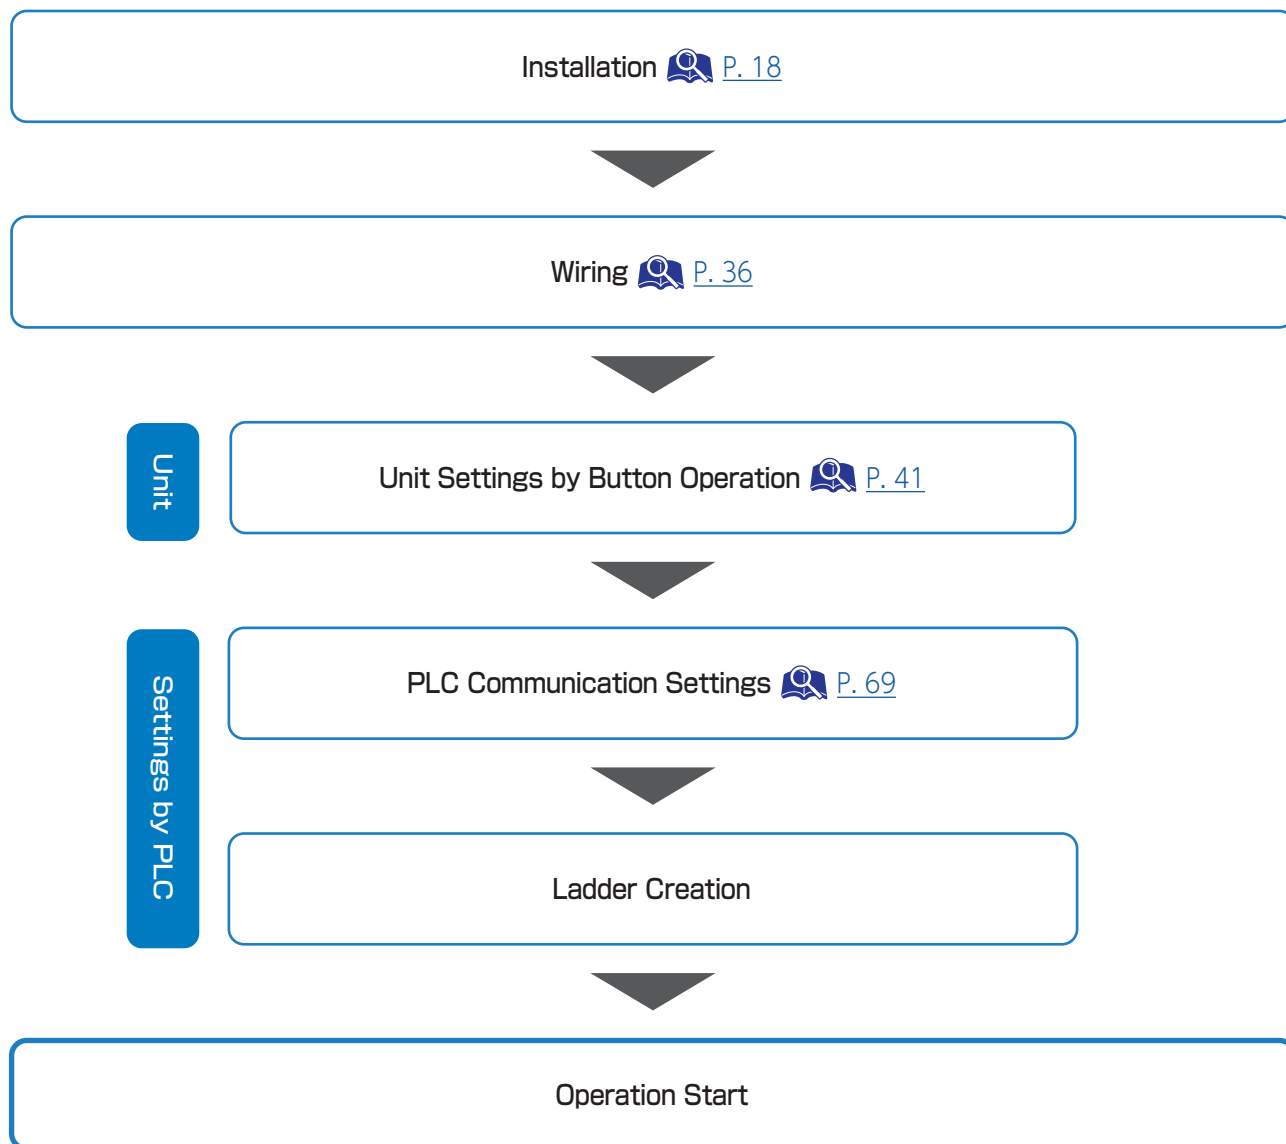 Installation P. 18
Wiring P. 36
Unit
Unit Settings by Button Operation P. 41
Settings by PLC
PLC Communication Settings P. 69
Ladder Creation
Operation Start